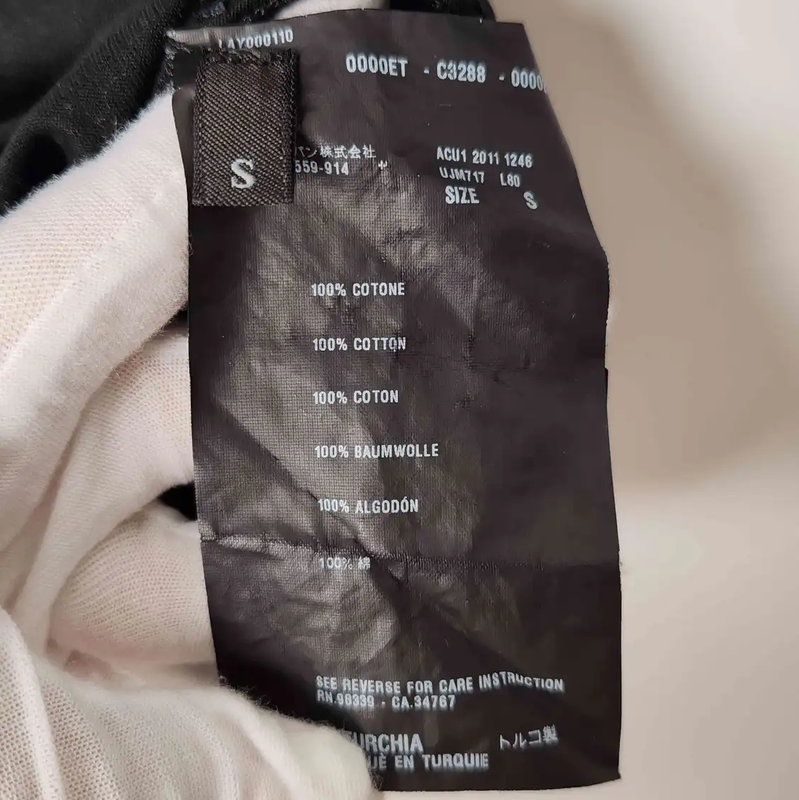 LAY000110
0000ET - C3288 - 0000
S
パン株式会社
559-914
ACU1 2011 1246
UJM717 L80
SIZE S
100% COTONE
100% COTTON
100% COTON
100% BAUMWOLLE
100% ALGODÓN
100% 綿
SEE REVERSE FOR CARE INSTRUCTION
RN.98339 - CA.34767
URCHIA トルコ製
UÈ EN TURQUIE